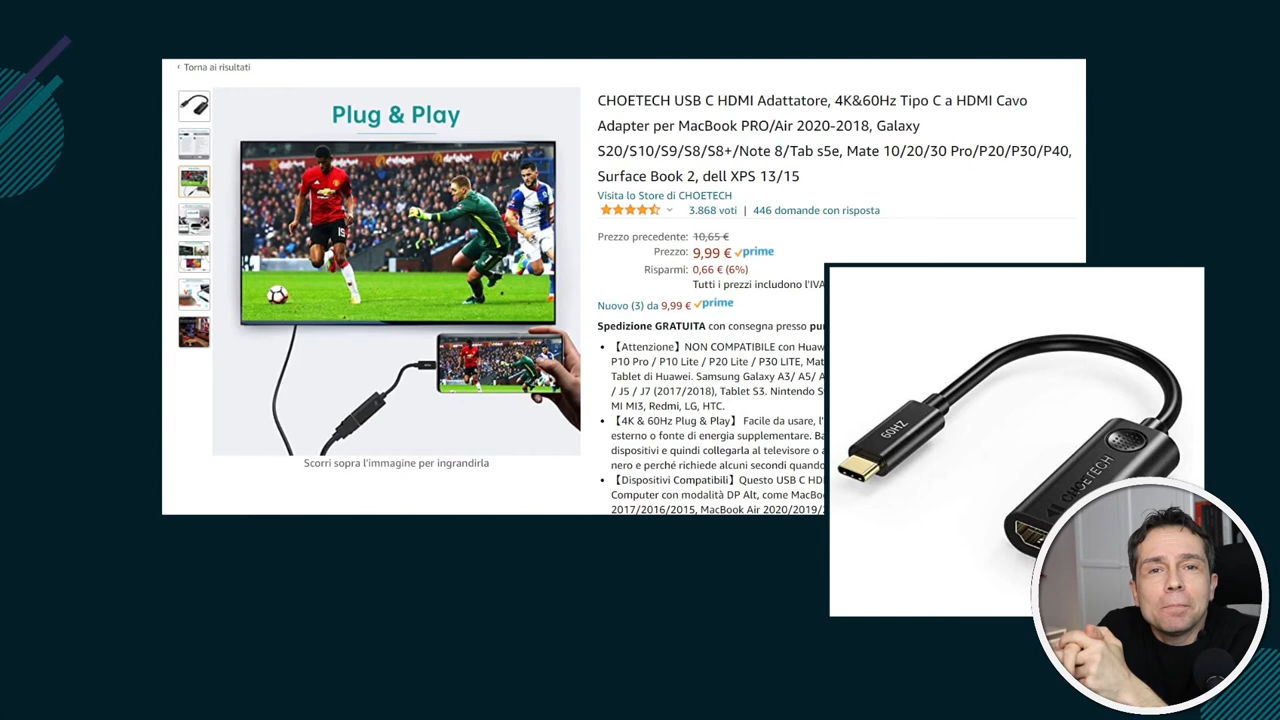 ‹ Torna ai risultati
Plug & Play
Scorri sopra l'immagine per ingrandirla
CHOETECH USB C HDMI Adattatore, 4K&60Hz Tipo C a HDMI Cavo
Adapter per MacBook PRO/Air 2020-2018, Galaxy
S20/S10/S9/S8/S8+/Note 8/Tab s5e, Mate 10/20/30 Pro/P20/P30/P40,
Surface Book 2, dell XPS 13/15
Visita lo Store di CHOETECH
3.868 voti | 446 domande con risposta
Prezzo precedente: 10,65 €
Prezzo: 9,99 € prime
Risparmi: 0,66 € (6%)
Tutti i prezzi includono l'IVA
Nuovo (3) da 9,99 € prime
Spedizione GRATUITA con consegna presso
• 【Attenzione】NON COMPATIBILE con
P10 Pro / P10 Lite / P20 Lite / P30 LITE,
Tablet di Huawei. Samsung Galaxy A3/ A5/
/ J5 / J7 (2017/2018), Tablet S3. Nintendo
MI MI3, Redmi, LG, HTC.
• 【4K & 60Hz Plug & Play】 Facile da usare,
esterno o fonte di energia supplementare.
dispositivi e quindi collegarla al televisore o
nero e perché richiede alcuni secondi quando
• 【Dispositivi Compatibili】Questo USB C
Computer con modalità DP Alt, come
2017/2016/2015, MacBook Air 2020/2019/
60HZ
CHOETECH